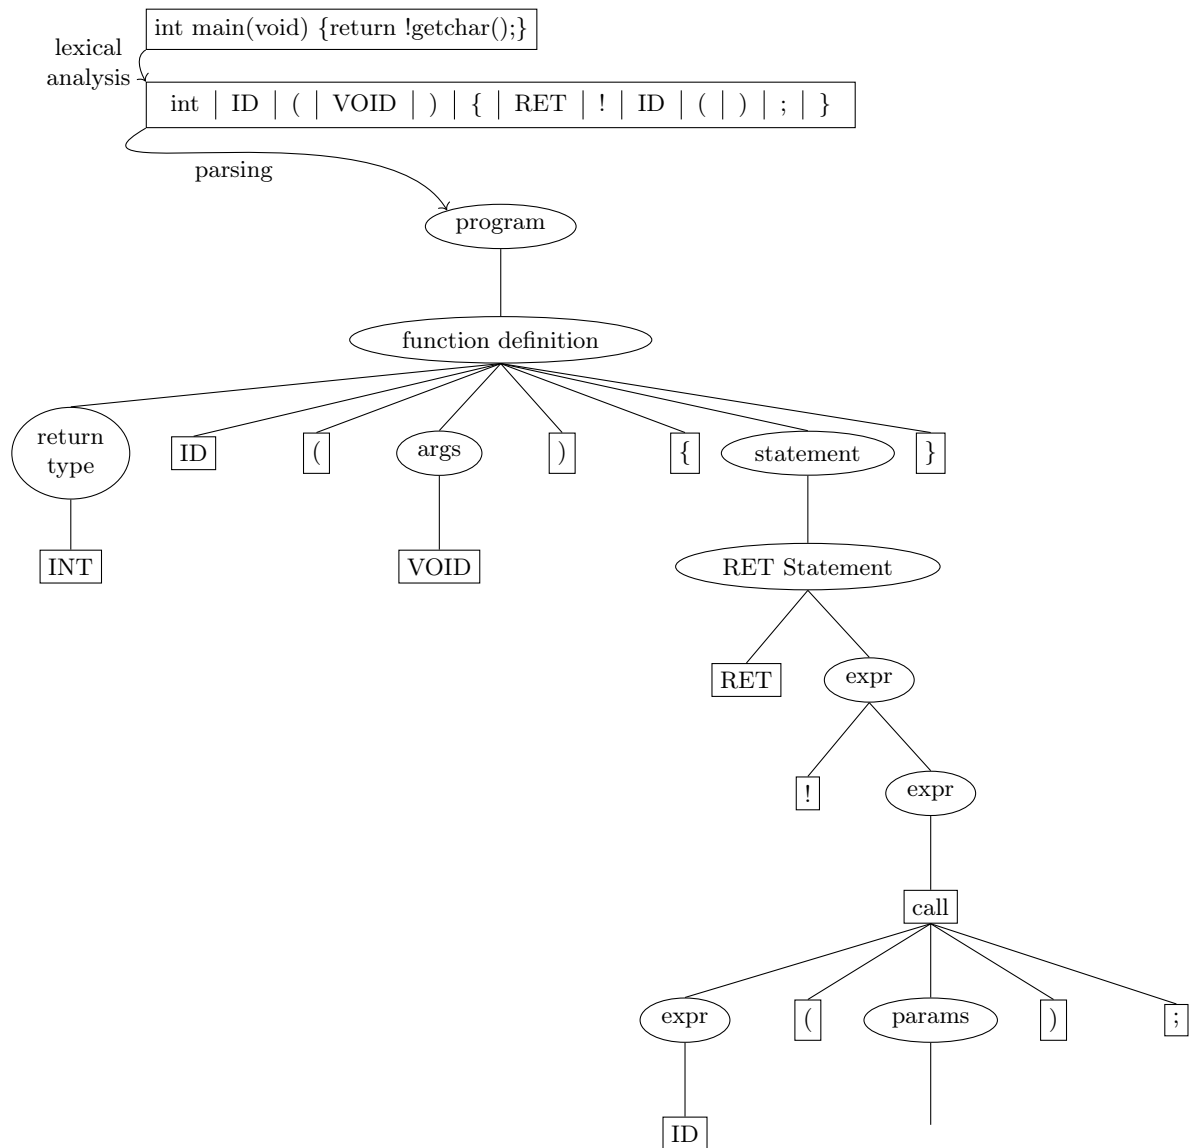 int main(void) {return !getchar();}
lexical
analysis
int | ID | ( | VOID | ) | { | RET | ! | ID | ( | ) | ; | }
parsing
program
function definition
return
type
ID
(
args
)
{
statement
}
INT
VOID
RET Statement
RET
expr
!
expr
call
expr
(
params
)
;
ID